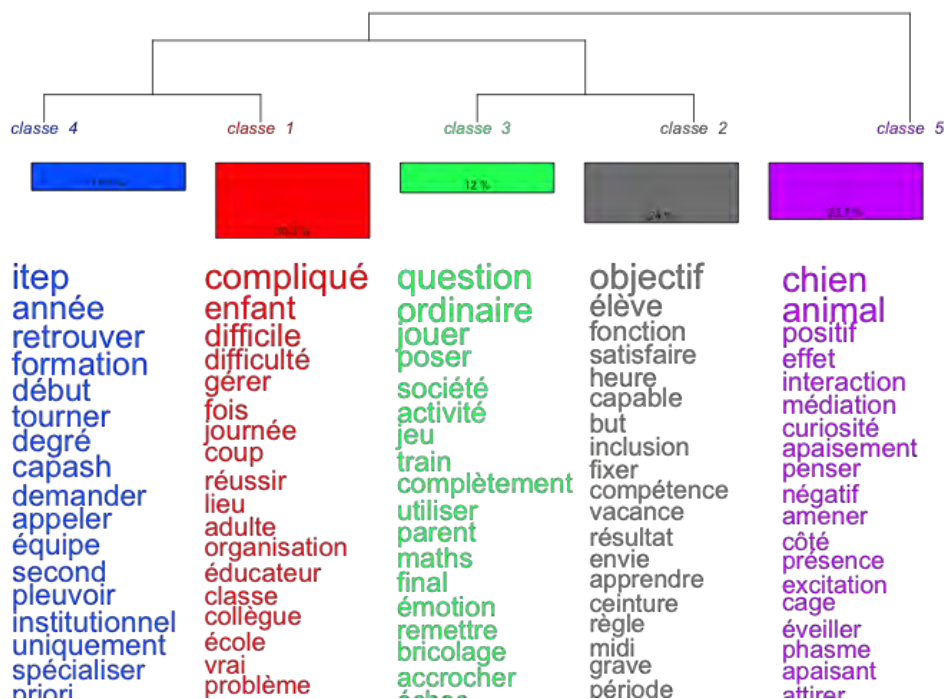 classe 4
classe 1
classe 3
classe 2
classe 5
12 %
itep
année
retrouver
formation
début
tourner
degré
capash
demander
appeler
équipe
second
pleuvoir
institutionnel
uniquement
spécialiser
priori
compliqué
enfant
difficile
difficulté
gérer
fois
journée
coup
réussir
lieu
adulte
organisation
éducateur
classe
collègue
école
vrai
problème
question
ordinaire
jouer
poser
société
activité
jeu
train
complètement
utiliser
parent
maths
final
émotion
remettre
bricolage
accrocher
objectif
élève
fonction
satisfaire
heure
capable
but
inclusion
fixer
compétence
vacance
résultat
envie
apprendre
ceinture
règle
midi
grave
période
chien
animal
positif
effet
interaction
médiation
curiosité
apaisement
penser
négatif
amener
côté
présence
excitation
cage
éveiller
phasme
apaisant
attirer